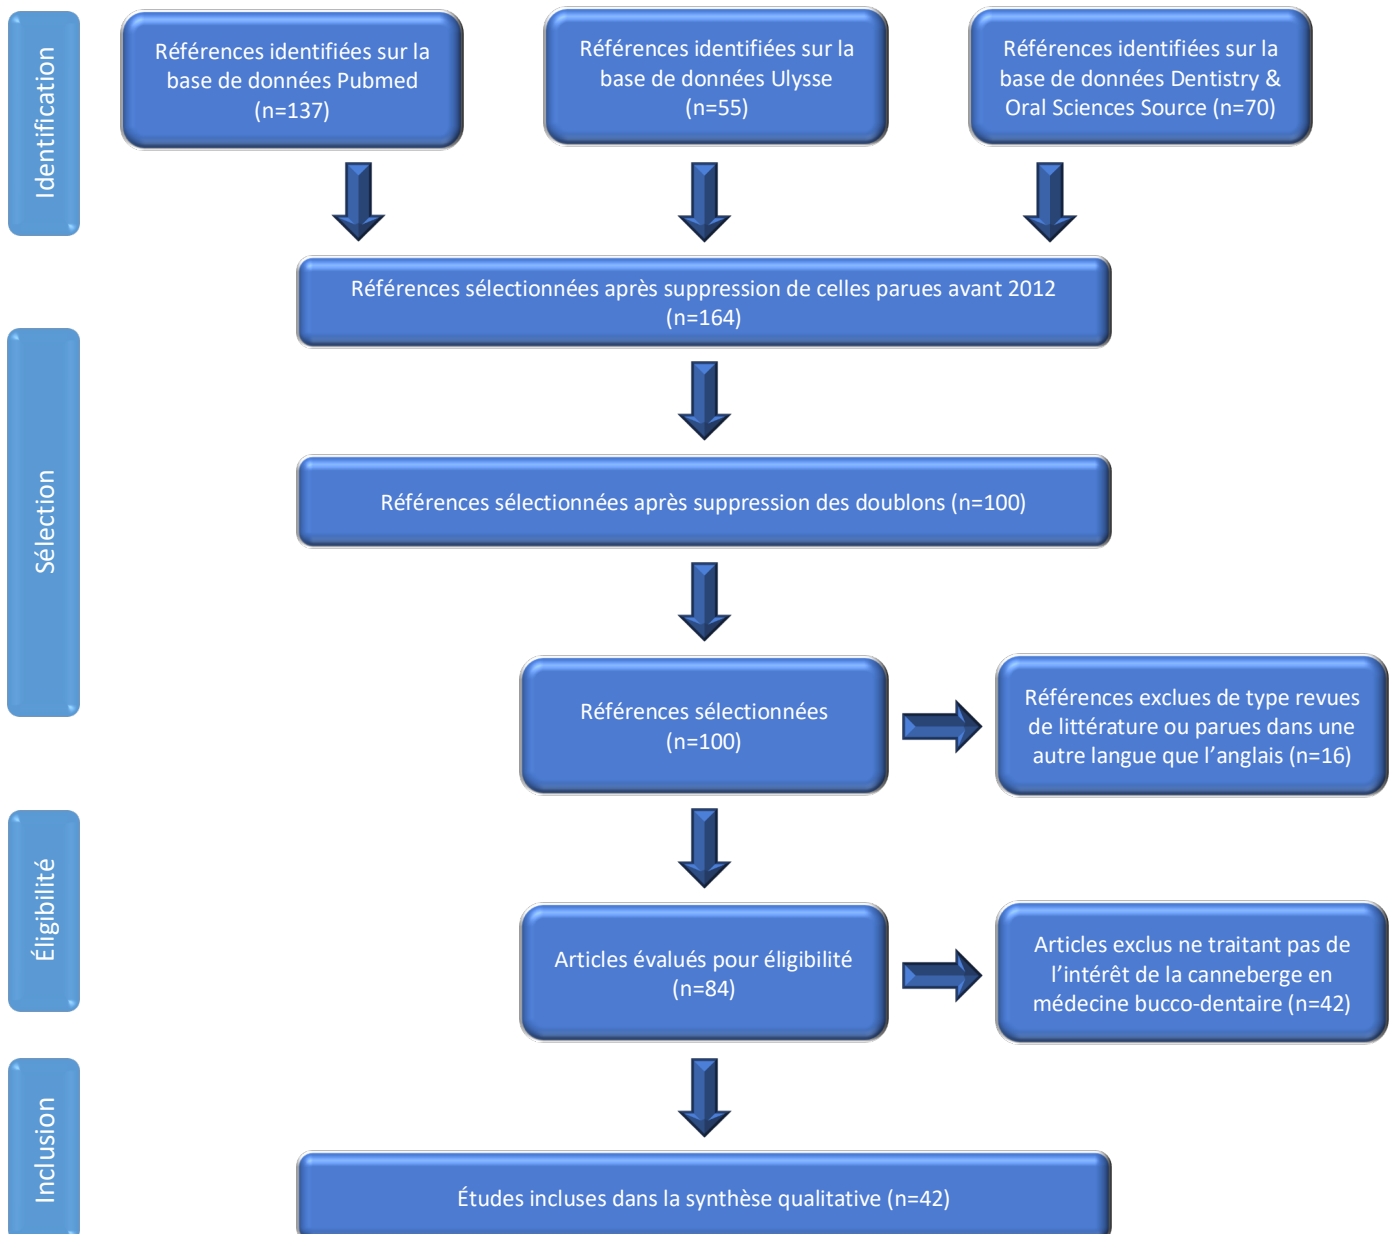 Identification
Références identifiées sur la
base de données Pubmed
(n=137)
Références identifiées sur la
base de données Ulysse
(n=55)
Références identifiées sur la
base de données Dentistry &
Oral Sciences Source (n=70)
Références sélectionnées après suppression de celles parues avant 2012
(n=164)
Sélection
Références sélectionnées après suppression des doublons (n=100)
Références sélectionnées
(n=100)
Références exclues de type revues
de littérature ou parues dans une
autre langue que l’anglais (n=16)
Éligibilité
Articles évalués pour éligibilité
(n=84)
Articles exclus ne traitant pas de
l’intérêt de la canneberge en
médecine bucco-dentaire (n=42)
Inclusion
Études incluses dans la synthèse qualitative (n=42)